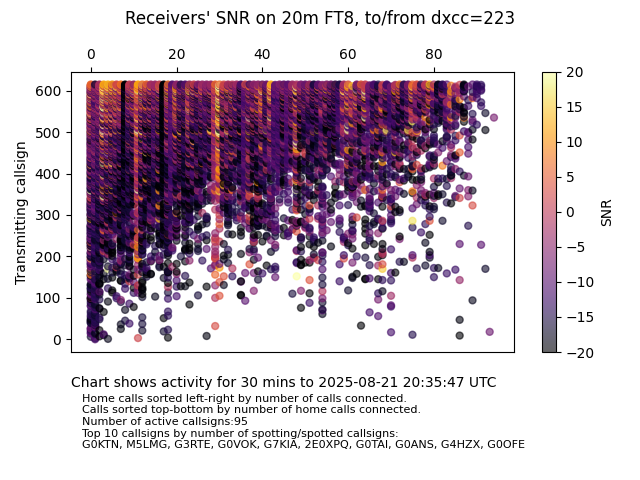 Receivers' SNR on 20m FT8, to/from dxcc=223
0 20 40 60 80
600
500
400
300
200
100
0
Transmitting callsign
20
15
10
5
0
−5
−10
−15
−20
SNR
Chart shows activity for 30 mins to 2025-08-21 20:35:47 UTC
Home calls sorted left-right by number of calls connected.
Calls sorted top-bottom by number of home calls connected.
Number of active callsigns:95
Top 10 callsigns by number of spotting/spotted callsigns:
G0KTN, M5LMG, G3RTE, G0VOK, G7KIA, 2E0XPQ, G0TAI, G0ANS, G4HZX, G0OFE